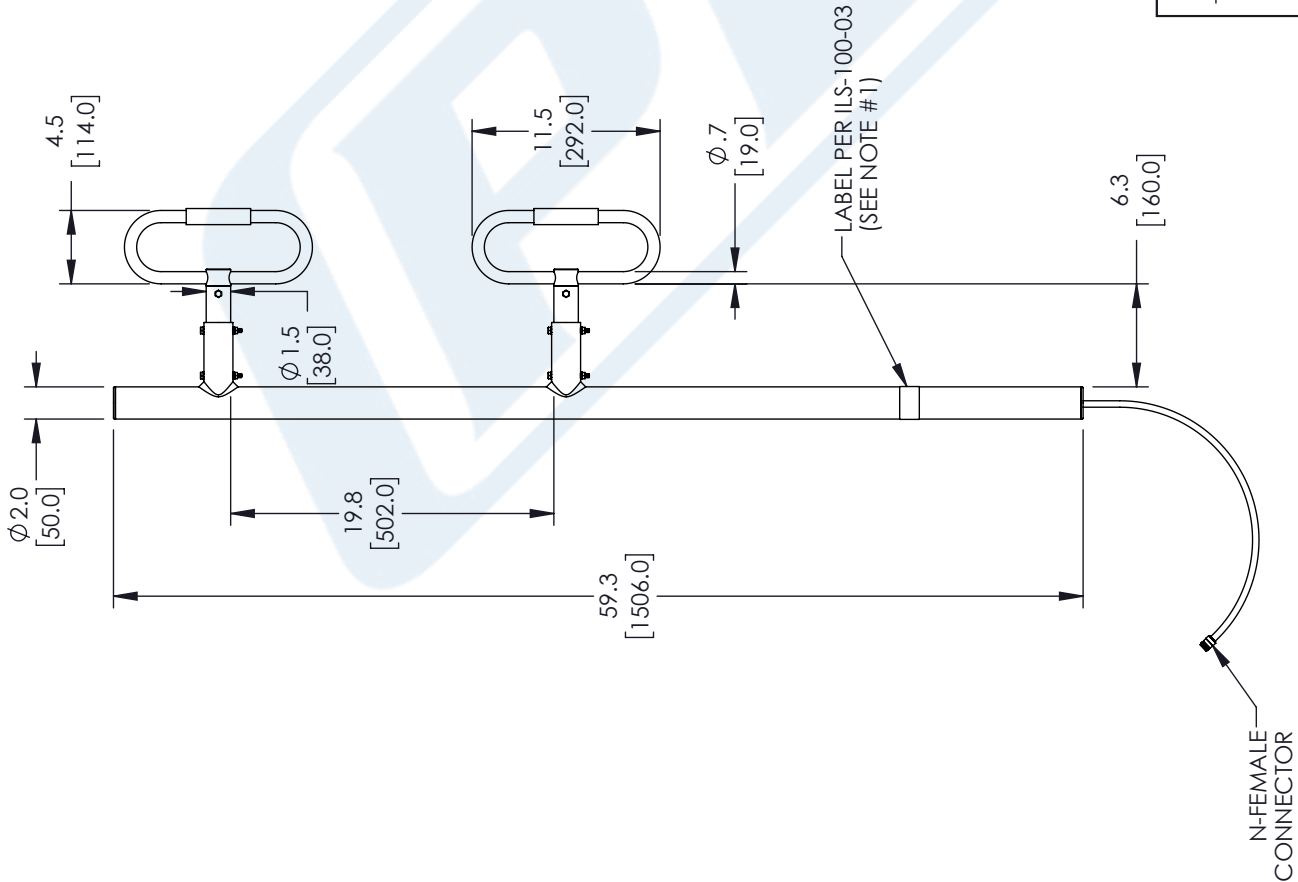 4.5
[114.0]
11.5
[292.0]
Ø.7
[19.0]
LABEL PER ILS-100-03
(SEE NOTE #1)
6.3
[160.0]
Ø1.5
[38.0]
Ø2.0
[50.0]
19.8
[502.0]
59.3
[1506.0]
N-FEMALE
CONNECTOR